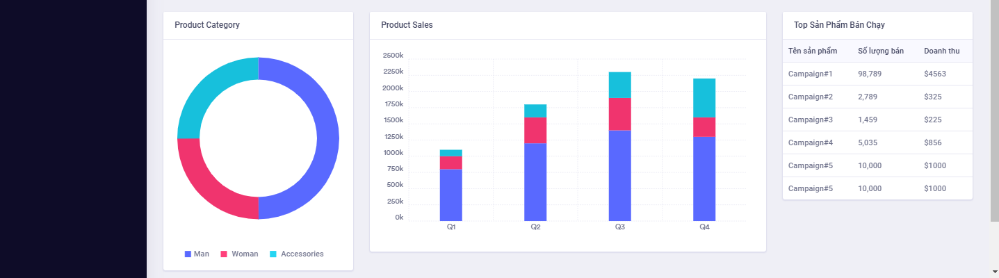 Product Category
Man Woman Accessories
Product Sales
2500k
2250k
2000k
1750k
1500k
1250k
1000k
750k
500k
250k
0k
Q1 Q2 Q3 Q4
Top Sản Phẩm Bán Chạy
Tên sản phẩm Số lượng bán Doanh thu
Campaign#1 98,789 $4563
Campaign#2 2,789 $325
Campaign#3 1,459 $225
Campaign#4 5,035 $856
Campaign#5 10,000 $1000
Campaign#5 10,000 $1000